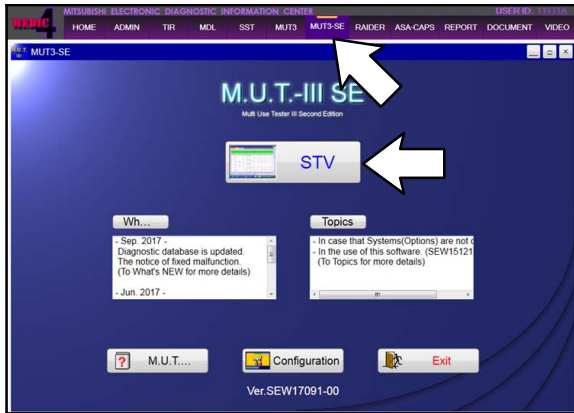 MEDIC 4
MITSUBISHI ELECTRONIC DIAGNOSTIC INFORMATION CENTER
USER ID: 111116
HOME ADMIN TIR MDL SST MUT3 MUT3-SE RAIDER ASA-CAPS REPORT DOCUMENT VIDEO
M.U.T. MUT3-SE
M.U.T.-III SE
Multi Use Tester III Second Edition
STV
Wh...
- Sep. 2017 -
Diagnostic database is updated.
The notice of fixed malfunction.
(To What's NEW for more details)
- Jun. 2017 -
Topics
- In case that Systems(Options) are not c
- In the use of this software. (SEW15121
(To Topics for more details)
M.U.T....
Configuration
Exit
Ver.SEW17091-00